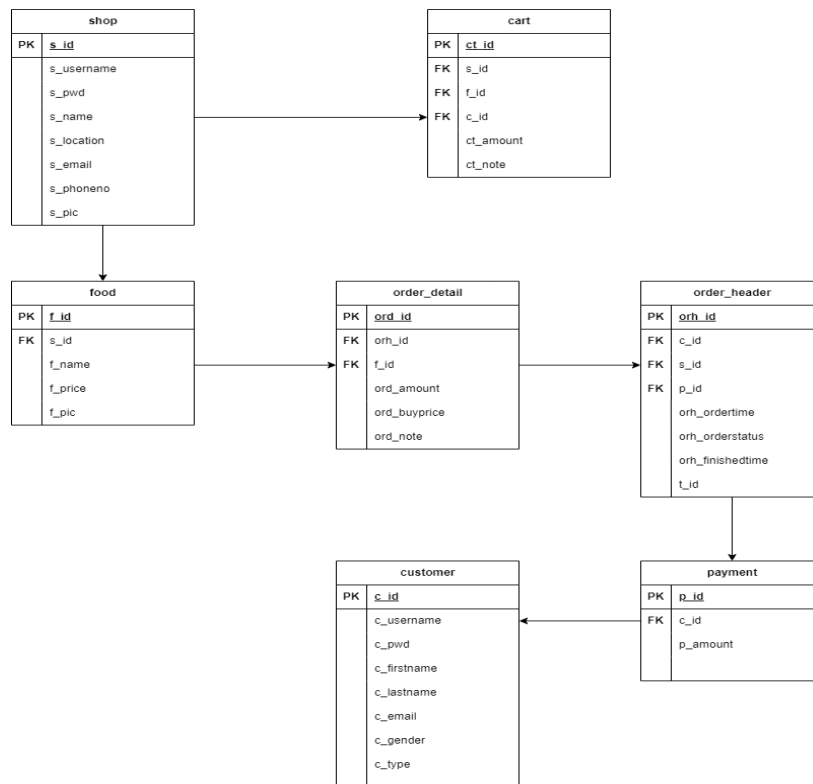 shop
PK s_id
s_username
s_pwd
s_name
s_location
s_email
s_phoneno
s_pic
cart
PK ct_id
FK s_id
FK f_id
FK c_id
ct_amount
ct_note
food
PK f_id
FK s_id
f_name
f_price
f_pic
order_detail
PK ord_id
FK orh_id
FK f_id
ord_amount
ord_buyprice
ord_note
order_header
PK orh_id
FK c_id
FK s_id
FK p_id
orh_ordertime
orh_orderstatus
orh_finishedtime
t_id
customer
PK c_id
c_username
c_pwd
c_firstname
c_lastname
c_email
c_gender
c_type
payment
PK p_id
FK c_id
p_amount